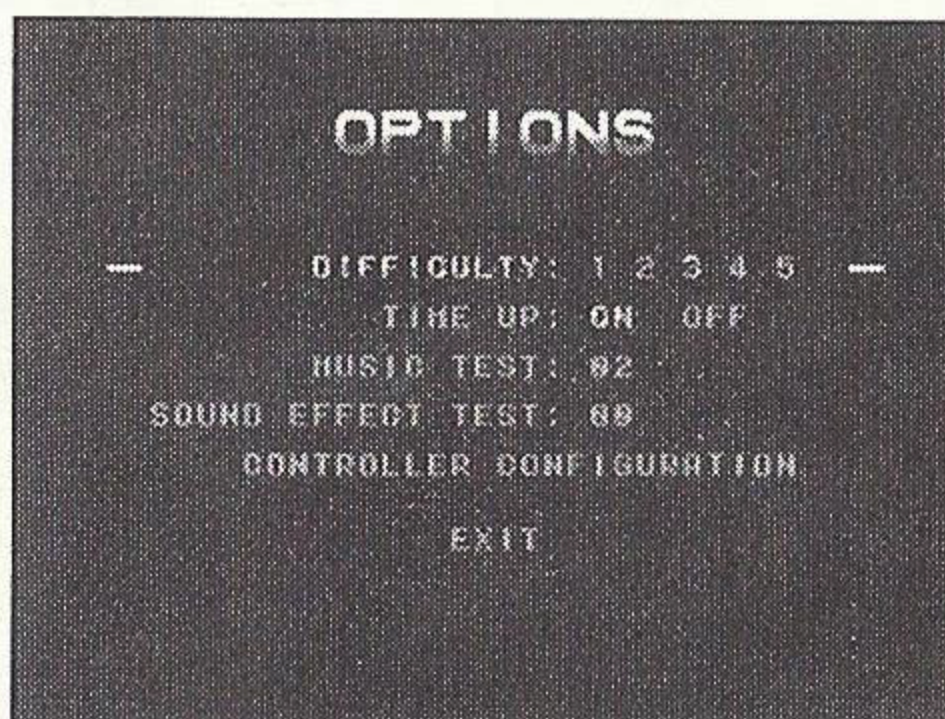 OPTIONS
DIFFICULTY: 1 2 3 4 5
TIME UP: ON OFF
MUSIC TEST: 02
SOUND EFFECT TEST: 00
CONTROLLER CONFIGURATION
EXIT